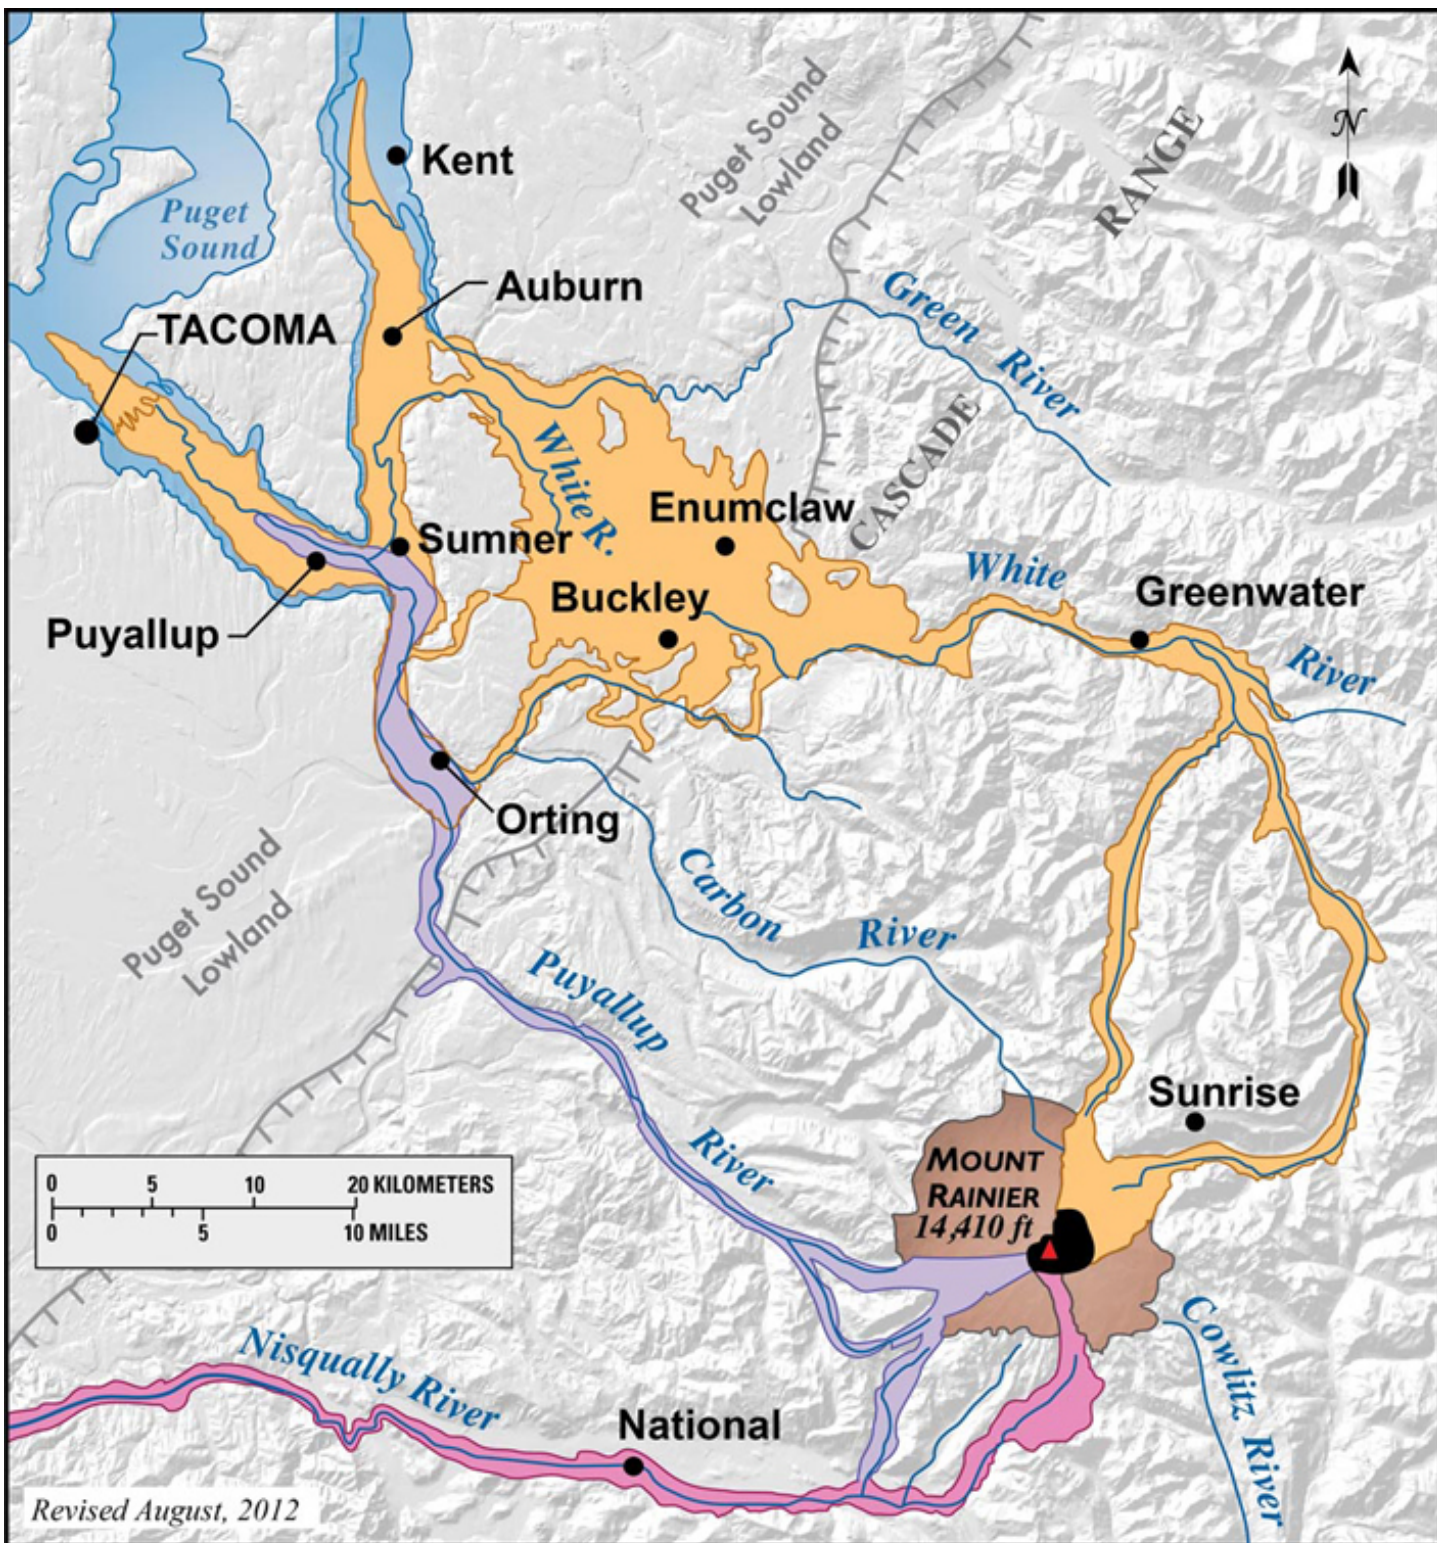 Kent
Puget Sound
Lowland
RANGE
N
Puget
Sound
Auburn
TACOMA
Green River
CASCADE
White R.
Enumclaw
Sumner
White
Greenwater
Buckley
Puyallup
River
Orting
Carbon
River
Puget Sound
Lowland
Puyallup
Sunrise
River
MOUNT
RAINIER
14,410 ft
0 5 10 20 KILOMETERS
0 5 10 MILES
Nisqually River
Cowlitz River
National
Revised August, 2012